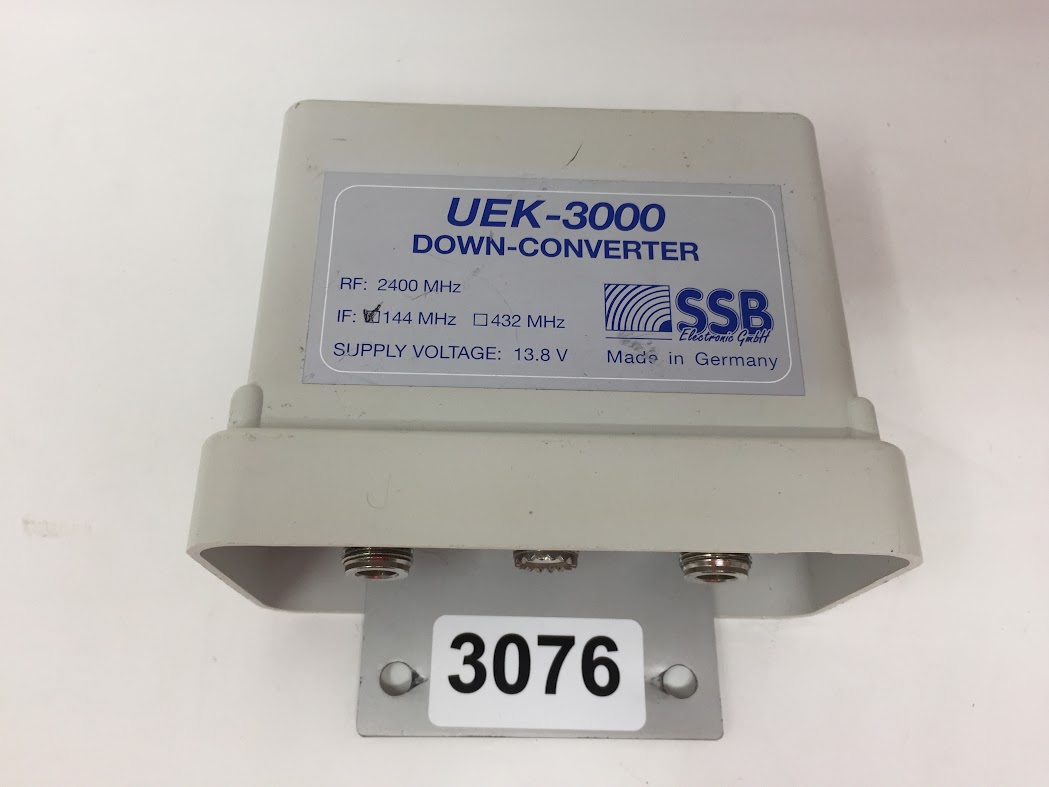 UEK-3000
DOWN-CONVERTER
RF: 2400 MHz
IF: ☑144 MHz ☐432 MHz
SUPPLY VOLTAGE: 13.8 V
SSB
Electronic GmbH
Made in Germany
3076